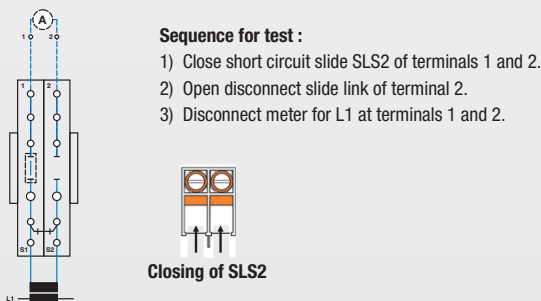 A
1 2
Sequence for test :
1) Close short circuit slide SLS2 of terminals 1 and 2.
2) Open disconnect slide link of terminal 2.
3) Disconnect meter for L1 at terminals 1 and 2.
1 2
S1 S2
Closing of SLS2
L1